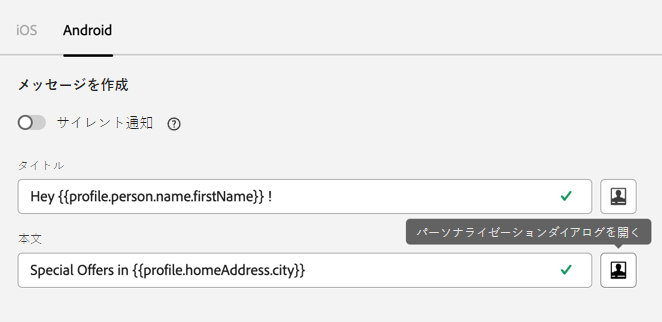 iOS Android
メッセージを作成
サイレント通知 ?
タイトル
Hey {{profile.person.name.firstName}} !
パーソナライゼーションダイアログを開く
本文
Special Offers in {{profile.homeAddress.city}}